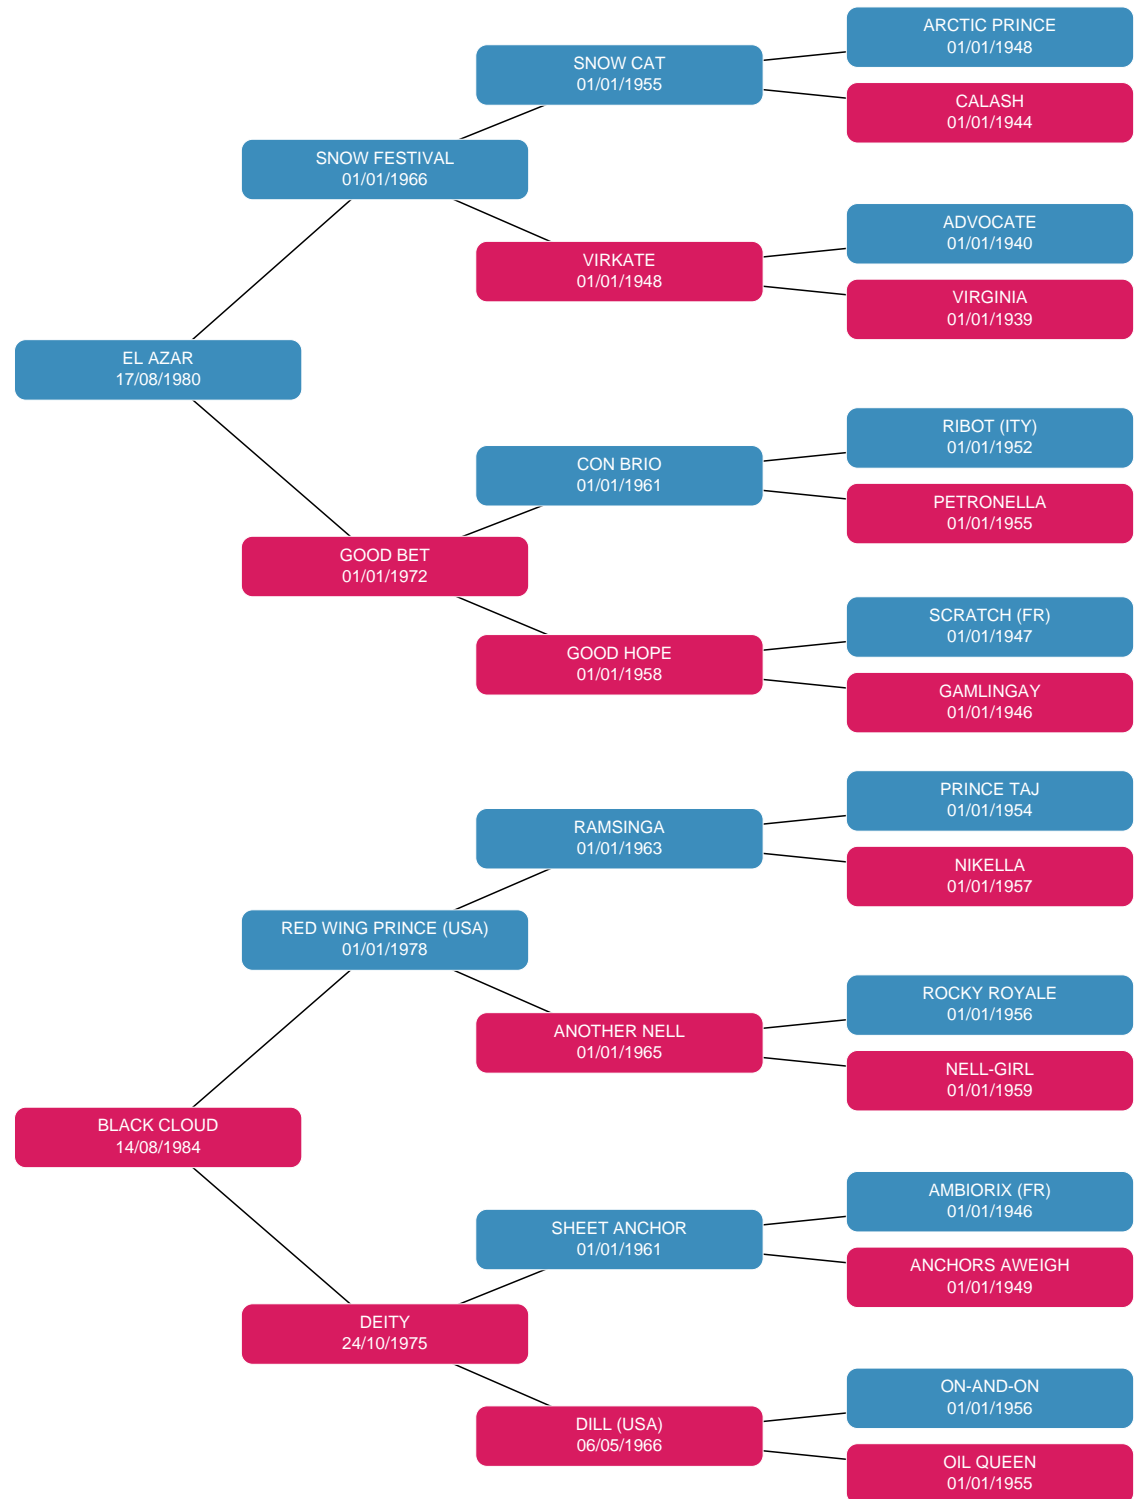 ARCTIC PRINCE
01/01/1948
SNOW CAT
01/01/1955
CALASH
01/01/1944
SNOW FESTIVAL
01/01/1966
ADVOCATE
01/01/1940
VIRKATE
01/01/1948
VIRGINIA
01/01/1939
EL AZAR
17/08/1980
RIBOT (ITY)
01/01/1952
CON BRIO
01/01/1961
PETRONELLA
01/01/1955
GOOD BET
01/01/1972
SCRATCH (FR)
01/01/1947
GOOD HOPE
01/01/1958
GAMLINGAY
01/01/1946
PRINCE TAJ
01/01/1954
RAMSINGA
01/01/1963
NIKELLA
01/01/1957
RED WING PRINCE (USA)
01/01/1978
ROCKY ROYALE
01/01/1956
ANOTHER NELL
01/01/1965
NELL-GIRL
01/01/1959
BLACK CLOUD
14/08/1984
AMBIORIX (FR)
01/01/1946
SHEET ANCHOR
01/01/1961
ANCHORS AWEIGH
01/01/1949
DEITY
24/10/1975
ON-AND-ON
01/01/1956
DILL (USA)
06/05/1966
OIL QUEEN
01/01/1955